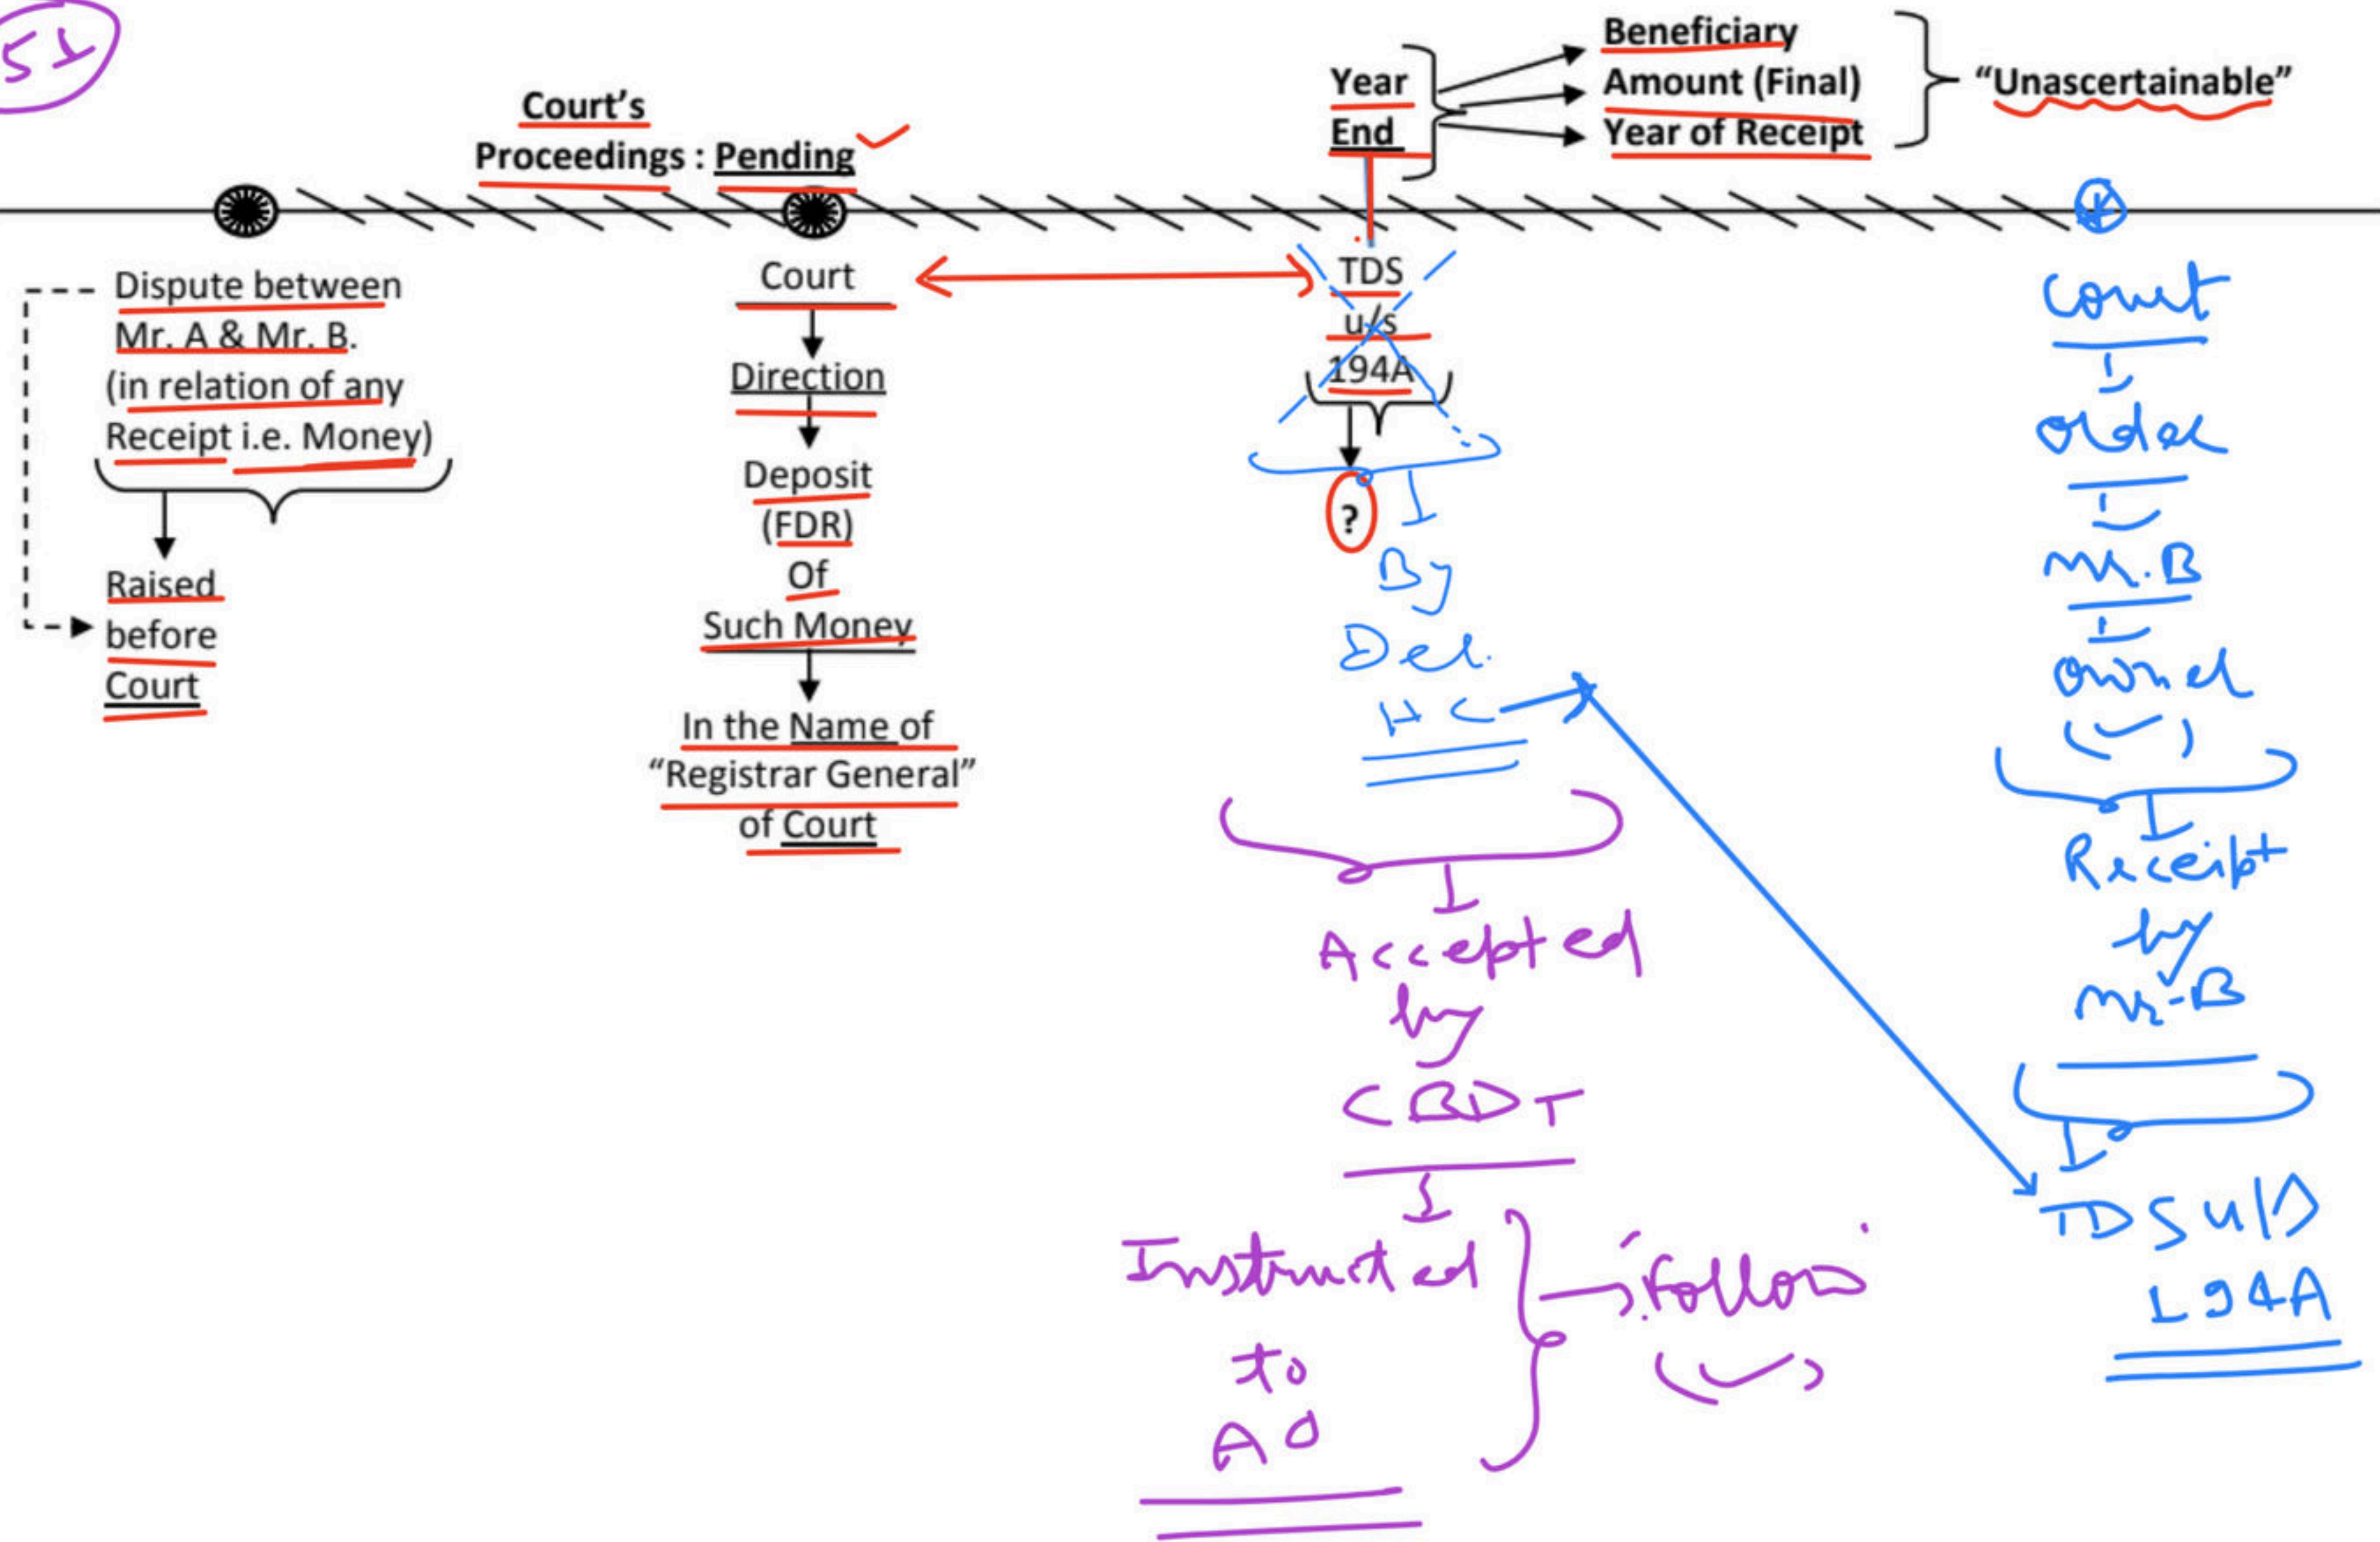 51
Court's
Proceedings : Pending
Year
End
Beneficiary
Amount (Final)
Year of Receipt
“Unascertainable”
Dispute between
Mr. A & Mr. B.
(in relation of any
Receipt i.e. Money)
Raised
before
Court
Court
Direction
Deposit
(FDR)
Of
Such Money
In the Name of
“Registrar General”
of Court
TDS
u/s
194A
?
By
Del.
HC
Accepted
by
CBDT
Instructed
to
AO
follow
Court
order
Mr. B
owner
Receipt
by
Mr. B
TDS u/s
194A